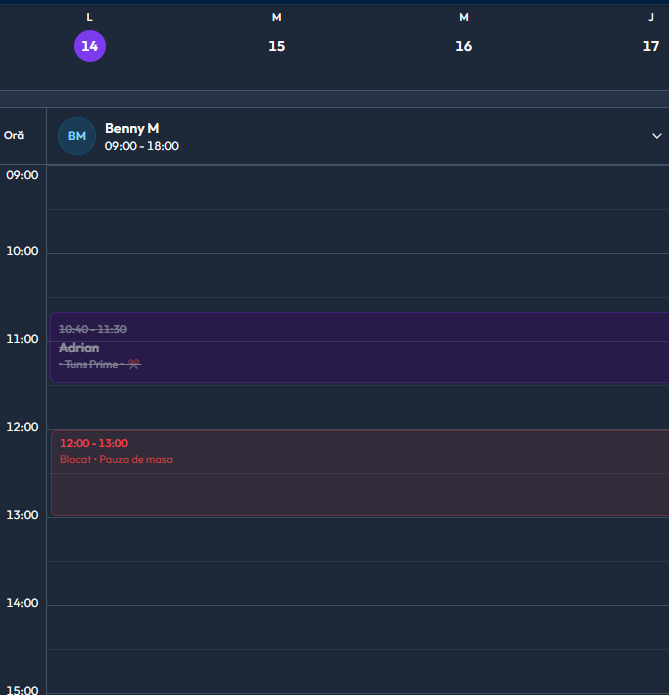 L M M J
14 15 16 17
Oră
BM
Benny M
09:00 - 18:00
09:00
10:00
10:40 - 11:30
11:00
Adrian
• Tuns Prime •
12:00
12:00 - 13:00
Blocat • Pauza de masa
13:00
14:00
15:00